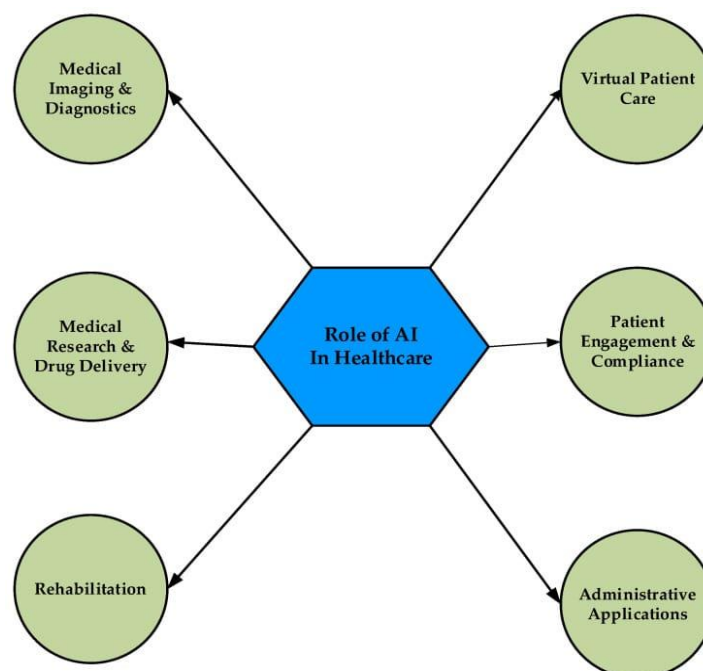 Medical
Imaging &
Diagnostics
Virtual Patient
Care
Medical
Research &
Drug Delivery
Role of AI
In Healthcare
Patient
Engagement &
Compliance
Rehabilitation
Administrative
Applications